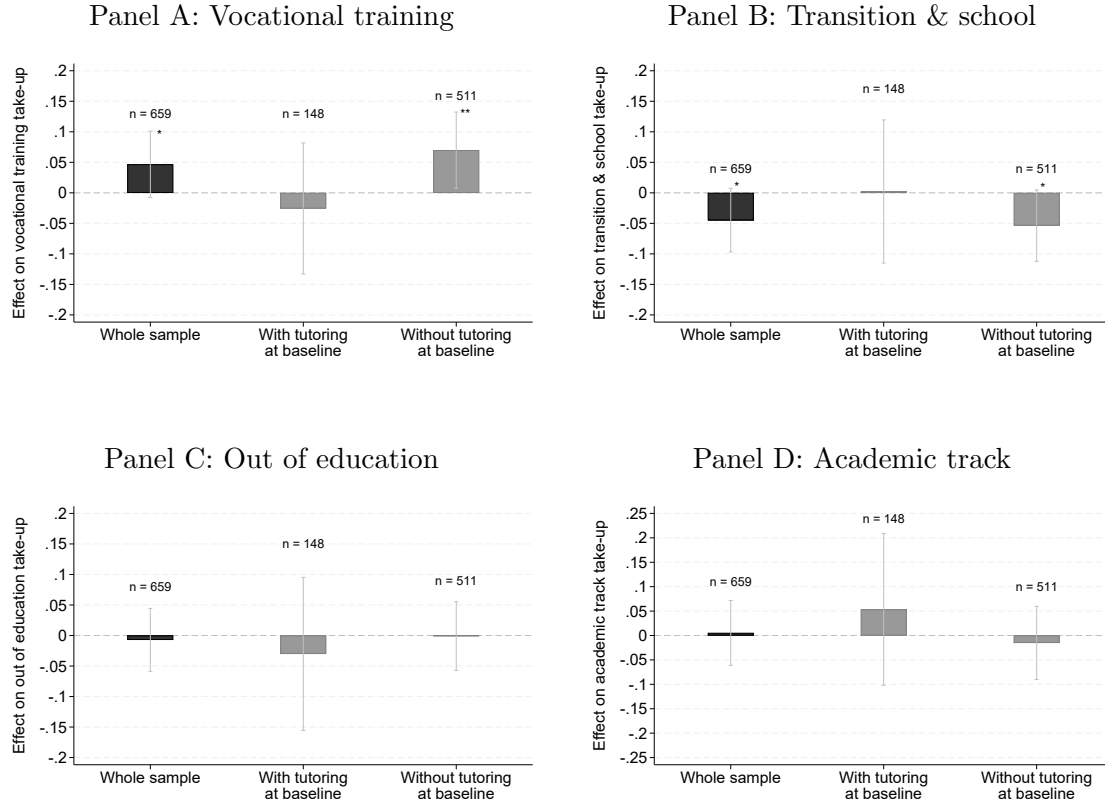 Panel A: Vocational training
Effect on vocational training take-up
.2
.15
.1
.05
0
-.05
-.1
-.15
-.2
n = 659
*
n = 148
n = 511
**
Whole sample
With tutoring
at baseline
Without tutoring
at baseline
Panel B: Transition & school
Effect on transition & school take-up
.2
.15
.1
.05
0
-.05
-.1
-.15
-.2
n = 659
*
n = 148
n = 511
*
Whole sample
With tutoring
at baseline
Without tutoring
at baseline
Panel C: Out of education
Effect on out of education take-up
.2
.15
.1
.05
0
-.05
-.1
-.15
-.2
n = 659
n = 148
n = 511
Whole sample
With tutoring
at baseline
Without tutoring
at baseline
Panel D: Academic track
Effect on academic track take-up
.25
.2
.15
.1
.05
0
-.05
-.1
-.15
-.2
-.25
n = 659
n = 148
n = 511
Whole sample
With tutoring
at baseline
Without tutoring
at baseline